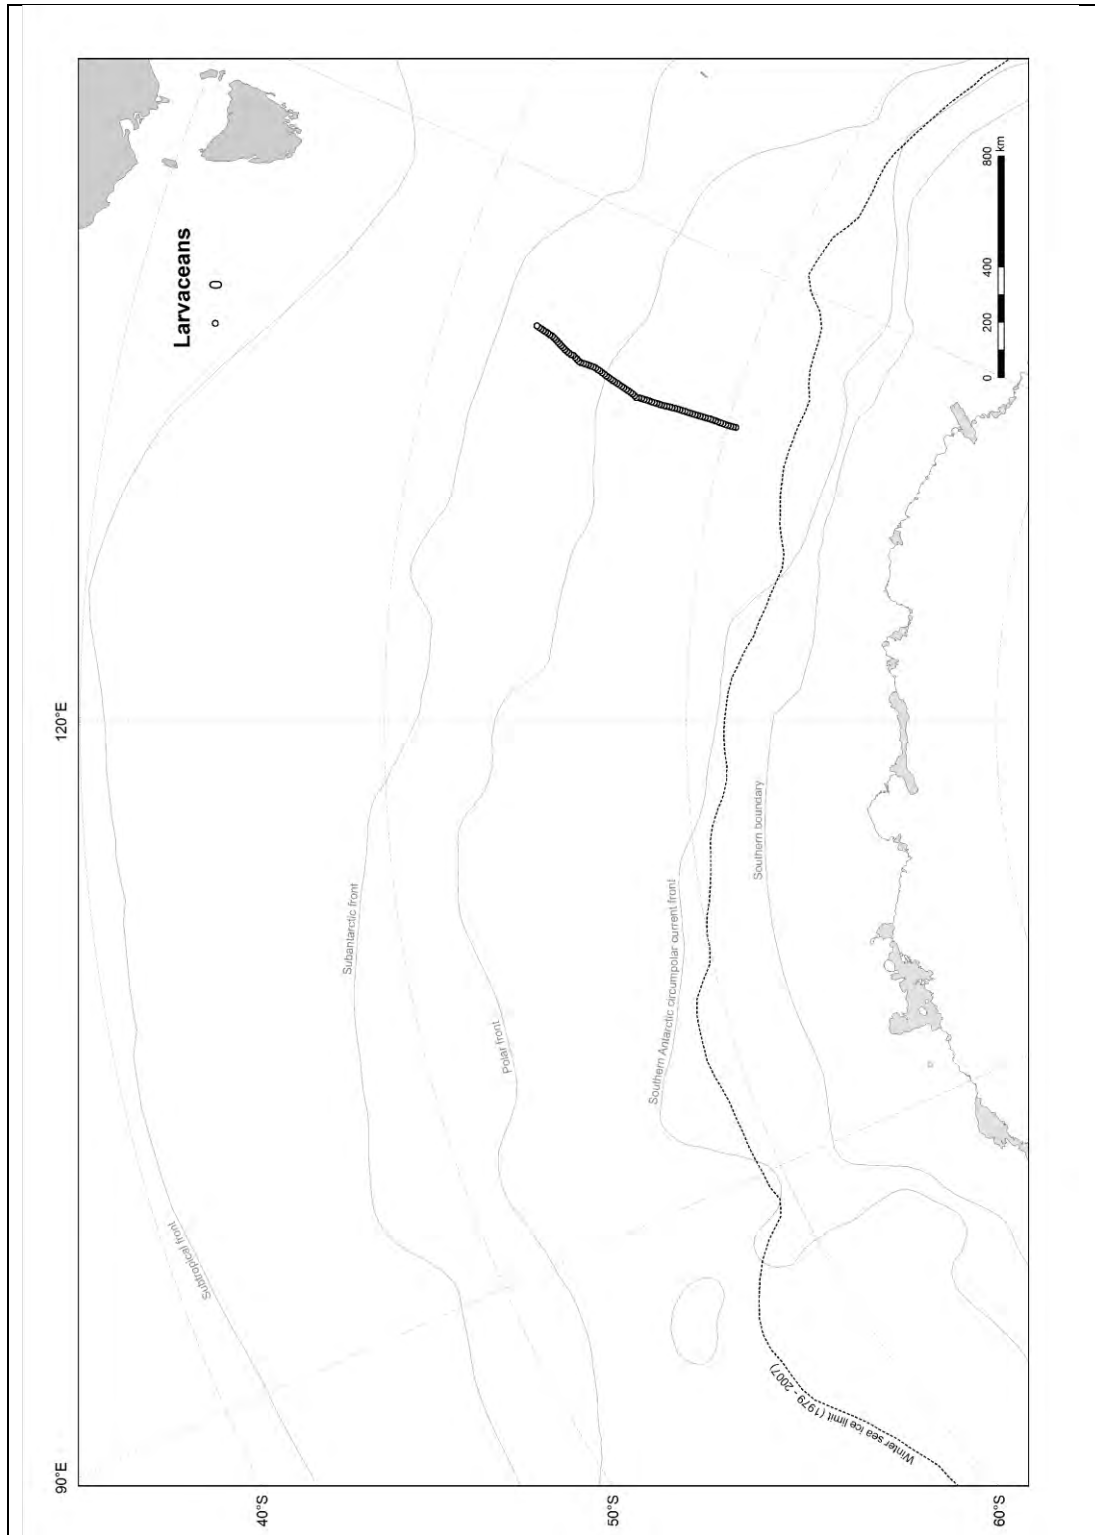 Larvaceans
0
0 200 400 800 km
120°E
90°E
40°S
50°S
60°S
Subtropical front
Subantarctic front
Polar front
Southern Antarctic circumpolar current front
Southern boundary
Winter sea ice limit (1979 - 2007)